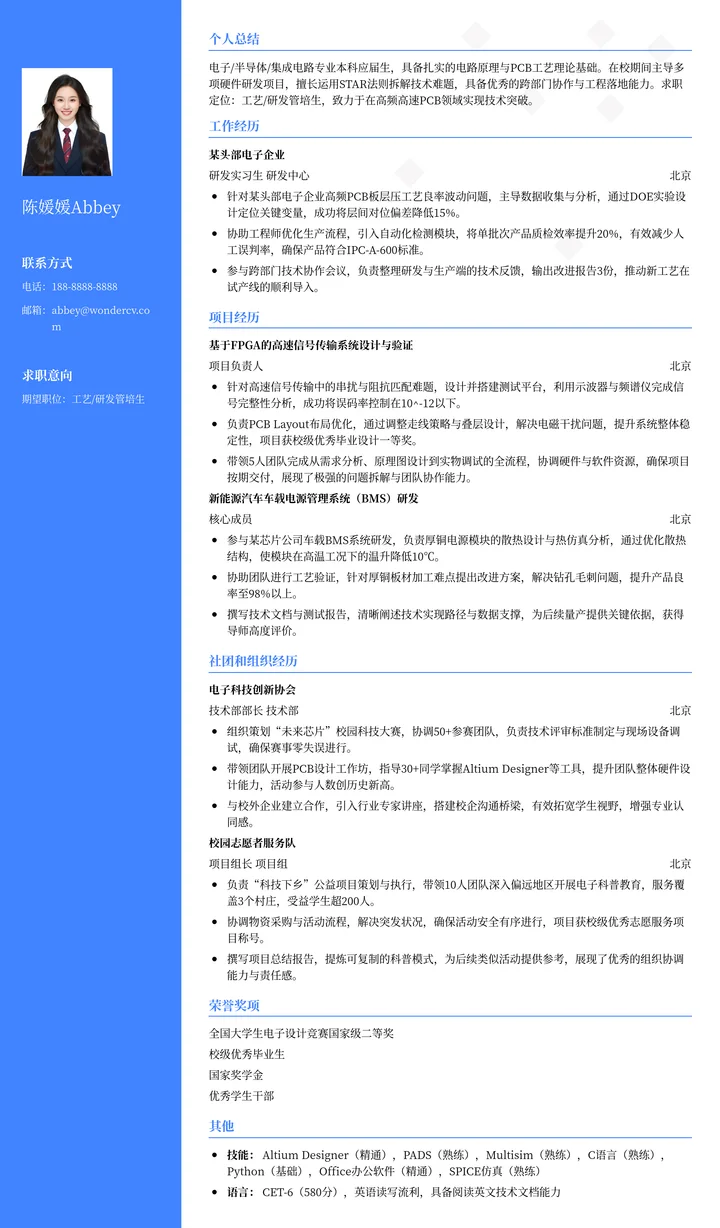 陈媛媛Abbey
联系方式
电话：188-8888-8888
邮箱：abbey@wondercv.co
m
求职意向
期望职位：工艺/研发管培生
个人总结
电子/半导体/集成电路专业本科应届生，具备扎实的电路原理与PCB工艺理论基础。在校期间主导多
项硬件研发项目，擅长运用STAR法则拆解技术难题，具备优秀的跨部门协作与工程落地能力。求职
定位：工艺/研发管培生，致力于在高频高速PCB领域实现技术突破。
工作经历
某头部电子企业
研发实习生 研发中心 北京
• 针对某头部电子企业高频PCB板层压工艺良率波动问题，主导数据收集与分析，通过DOE实验设
计定位关键变量，成功将层间对位偏差降低15%。
• 协助工程师优化生产流程，引入自动化检测模块，将单批次产品质检效率提升20%，有效减少人
工误判率，确保产品符合IPC-A-600标准。
• 参与跨部门技术协作会议，负责整理研发与生产端的技术反馈，输出改进报告3份，推动新工艺在
试产线的顺利导入。
项目经历
基于FPGA的高速信号传输系统设计与验证
项目负责人 北京
• 针对高速信号传输中的串扰与阻抗匹配难题，设计并搭建测试平台，利用示波器与频谱仪完成信
号完整性分析，成功将误码率控制在10^-12以下。
• 负责PCB Layout布局优化，通过调整走线策略与叠层设计，解决电磁干扰问题，提升系统整体稳
定性，项目获校级优秀毕业设计一等奖。
• 带领5人团队完成从需求分析、原理图设计到实物调试的全流程，协调硬件与软件资源，确保项目
按期交付，展现了极强的问题拆解与团队协作能力。
新能源汽车车载电源管理系统（BMS）研发
核心成员 北京
• 参与某芯片公司车载BMS系统研发，负责厚铜电源模块的散热设计与热仿真分析，通过优化散热
结构，使模块在高温工况下的温升降低10℃。
• 协助团队进行工艺验证，针对厚铜板材加工难点提出改进方案，解决钻孔毛刺问题，提升产品良
率至98%以上。
• 撰写技术文档与测试报告，清晰阐述技术实现路径与数据支撑，为后续量产提供关键依据，获得
导师高度评价。
社团和组织经历
电子科技创新协会
技术部部长 技术部 北京
• 组织策划“未来芯片”校园科技大赛，协调50+参赛团队，负责技术评审标准制定与现场设备调
试，确保赛事零失误进行。
• 带领团队开展PCB设计工作坊，指导30+同学掌握Altium Designer等工具，提升团队整体硬件设
计能力，活动参与人数创历史新高。
• 与校外企业建立合作，引入行业专家讲座，搭建校企沟通桥梁，有效拓宽学生视野，增强专业认
同感。
校园志愿者服务队
项目组长 项目组 北京
• 负责“科技下乡”公益项目策划与执行，带领10人团队深入偏远地区开展电子科普教育，服务覆
盖3个村庄，受益学生超200人。
• 协调物资采购与活动流程，解决突发状况，确保活动安全有序进行，项目获校级优秀志愿服务项
目称号。
• 撰写项目总结报告，提炼可复制的科普模式，为后续类似活动提供参考，展现了优秀的组织协调
能力与责任感。
荣誉奖项
全国大学生电子设计竞赛国家级二等奖
校级优秀毕业生
国家奖学金
优秀学生干部
其他
• 技能： Altium Designer（精通）, PADS（熟练）, Multisim（熟练）, C语言（熟练）,
Python（基础）, Office办公软件（精通）, SPICE仿真（熟练）
• 语言： CET-6（580分），英语读写流利，具备阅读英文技术文档能力